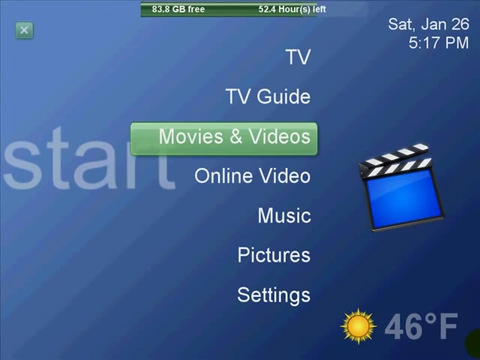 83.8 GB free 52.4 Hour(s) left
Sat, Jan 26
5:17 PM
TV
TV Guide
Movies & Videos
start
Online Video
Music
Pictures
Settings
46°F